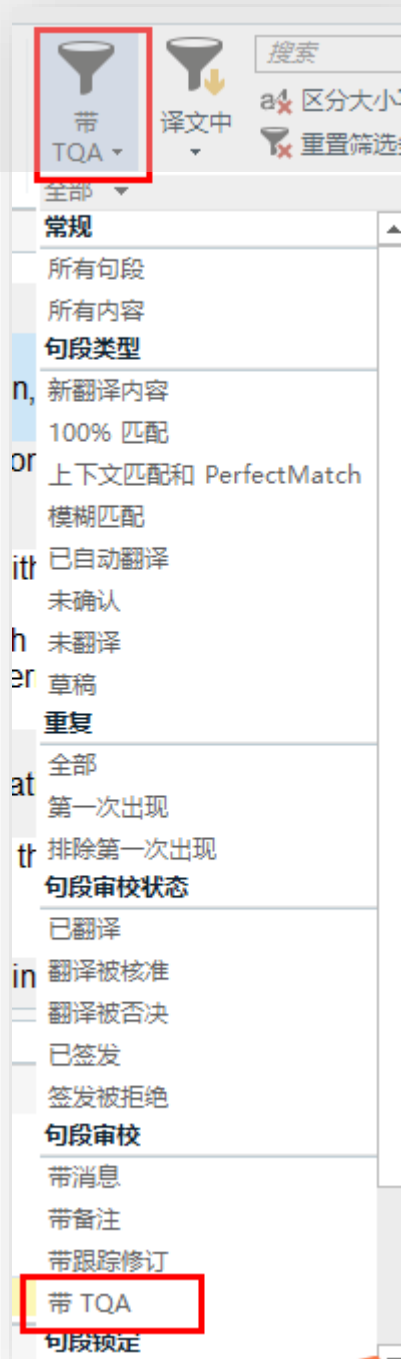 带
TQA
译文中
搜索
区分大小
重置筛选
全部
常规
所有句段
所有内容
句段类型
n,
新翻译内容
100% 匹配
or
上下文匹配和 PerfectMatch
模糊匹配
ith
已自动翻译
未确认
h
未翻译
er
草稿
重复
全部
at
第一次出现
th
排除第一次出现
句段审校状态
已翻译
in
翻译被核准
翻译被否决
已签发
签发被拒绝
句段审校
带消息
带备注
带跟踪修订
带 TQA
句段锁定